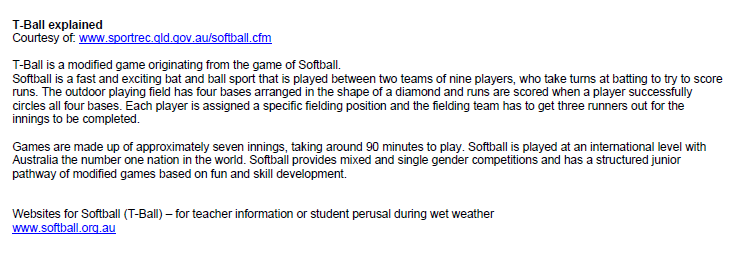 T-Ball explained
Courtesy of: www.sportrec.qld.gov.au/softball.cfm
T-Ball is a modified game originating from the game of Softball.
Softball is a fast and exciting bat and ball sport that is played between two teams of nine players, who take turns at batting to try to score
runs. The outdoor playing field has four bases arranged in the shape of a diamond and runs are scored when a player successfully
circles all four bases. Each player is assigned a specific fielding position and the fielding team has to get three runners out for the
innings to be completed.
Games are made up of approximately seven innings, taking around 90 minutes to play. Softball is played at an international level with
Australia the number one nation in the world. Softball provides mixed and single gender competitions and has a structured junior
pathway of modified games based on fun and skill development.
Websites for Softball (T-Ball) – for teacher information or student perusal during wet weather
www.softball.org.au